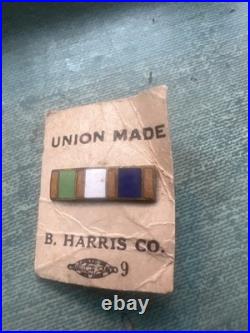 UNION MADE
B. HARRIS CO.
9